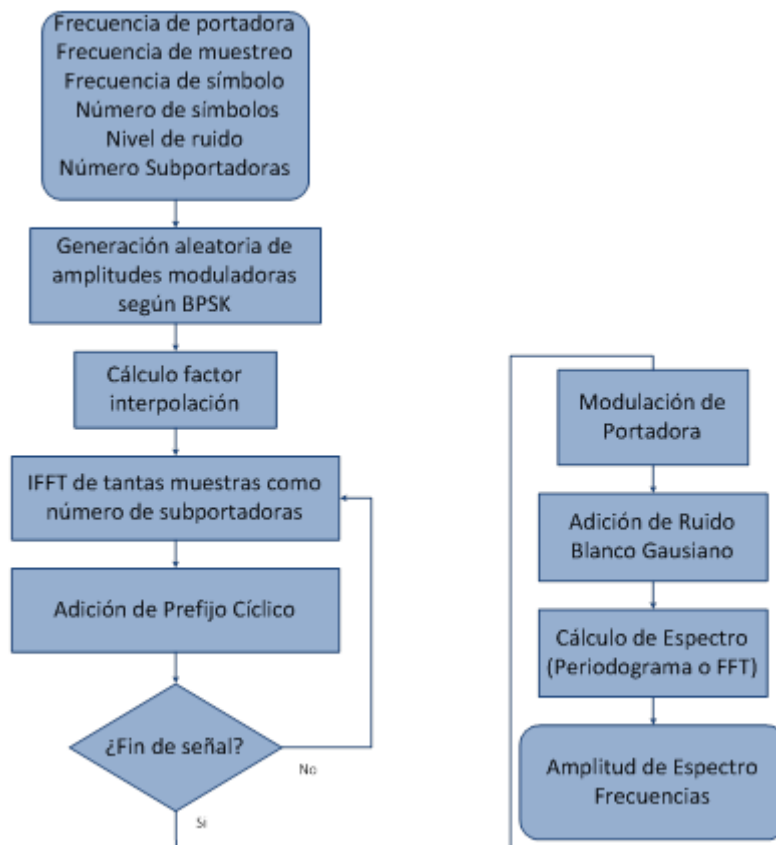 Frecuencia de portadora
Frecuencia de muestreo
Frecuencia de símbolo
Número de símbolos
Nivel de ruido
Número Subportadoras
Generación aleatoria de
amplitudes moduladoras
según BPSK
Cálculo factor
interpolación
IFFT de tantas muestras como
número de subportadoras
Adición de Prefijo Cíclico
¿Fin de señal?
No
Si
Modulación de
Portadora
Adición de Ruido
Blanco Gausiano
Cálculo de Espectro
(Periodograma o FFT)
Amplitud de Espectro
Frecuencias